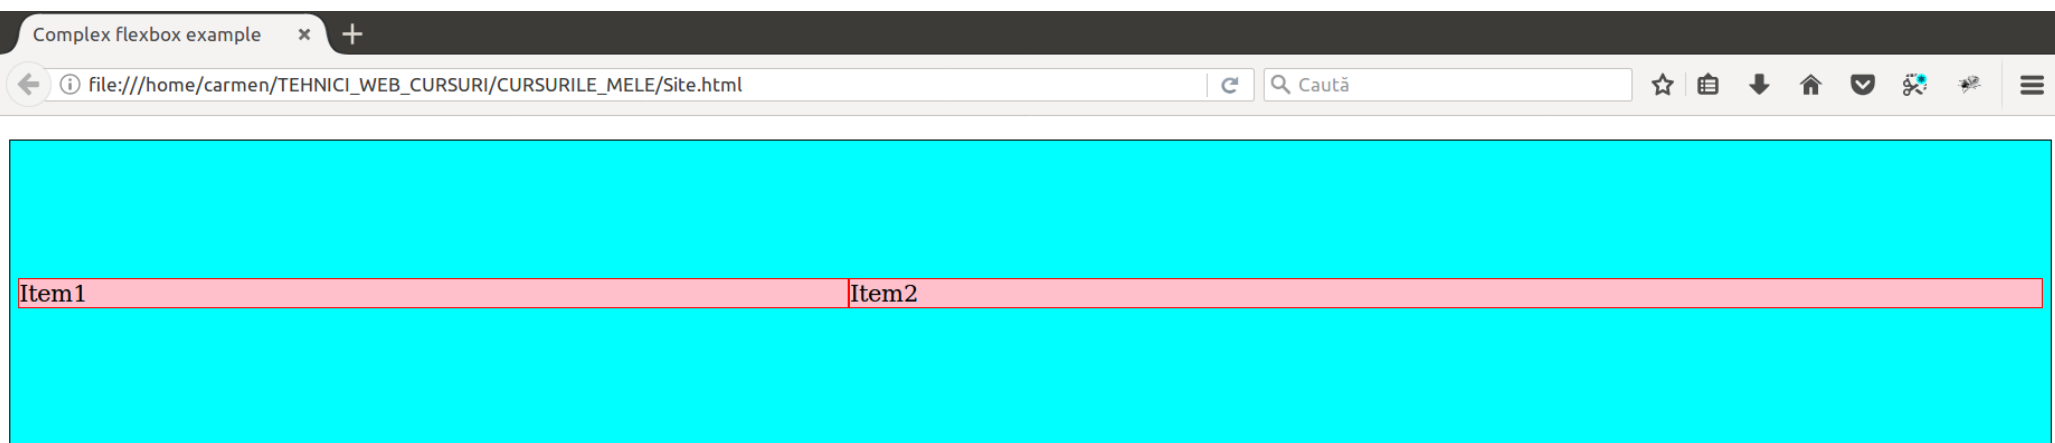 Complex flexbox example
file:///home/carmen/TEHNICI_WEB_CURSURI/CURSURILE_MELE/Site.html Caută
Item1 Item2